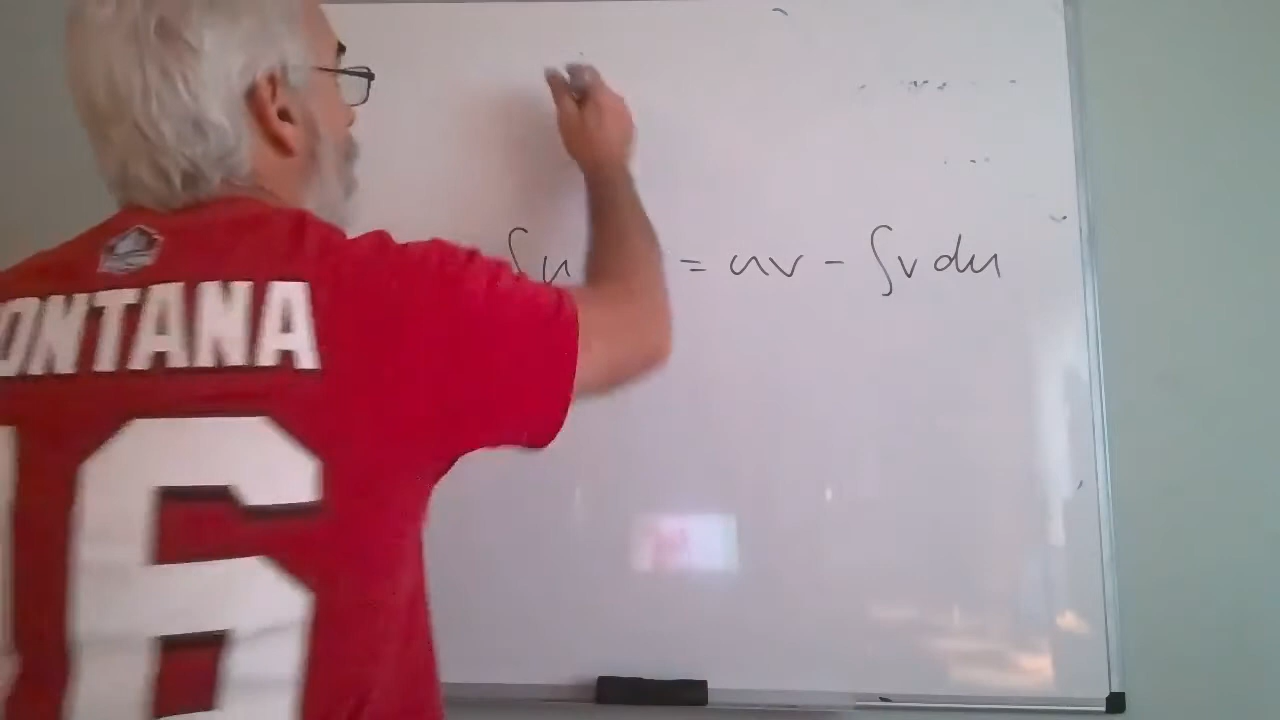 ∫u = uv - ∫v du
ONTANA
16